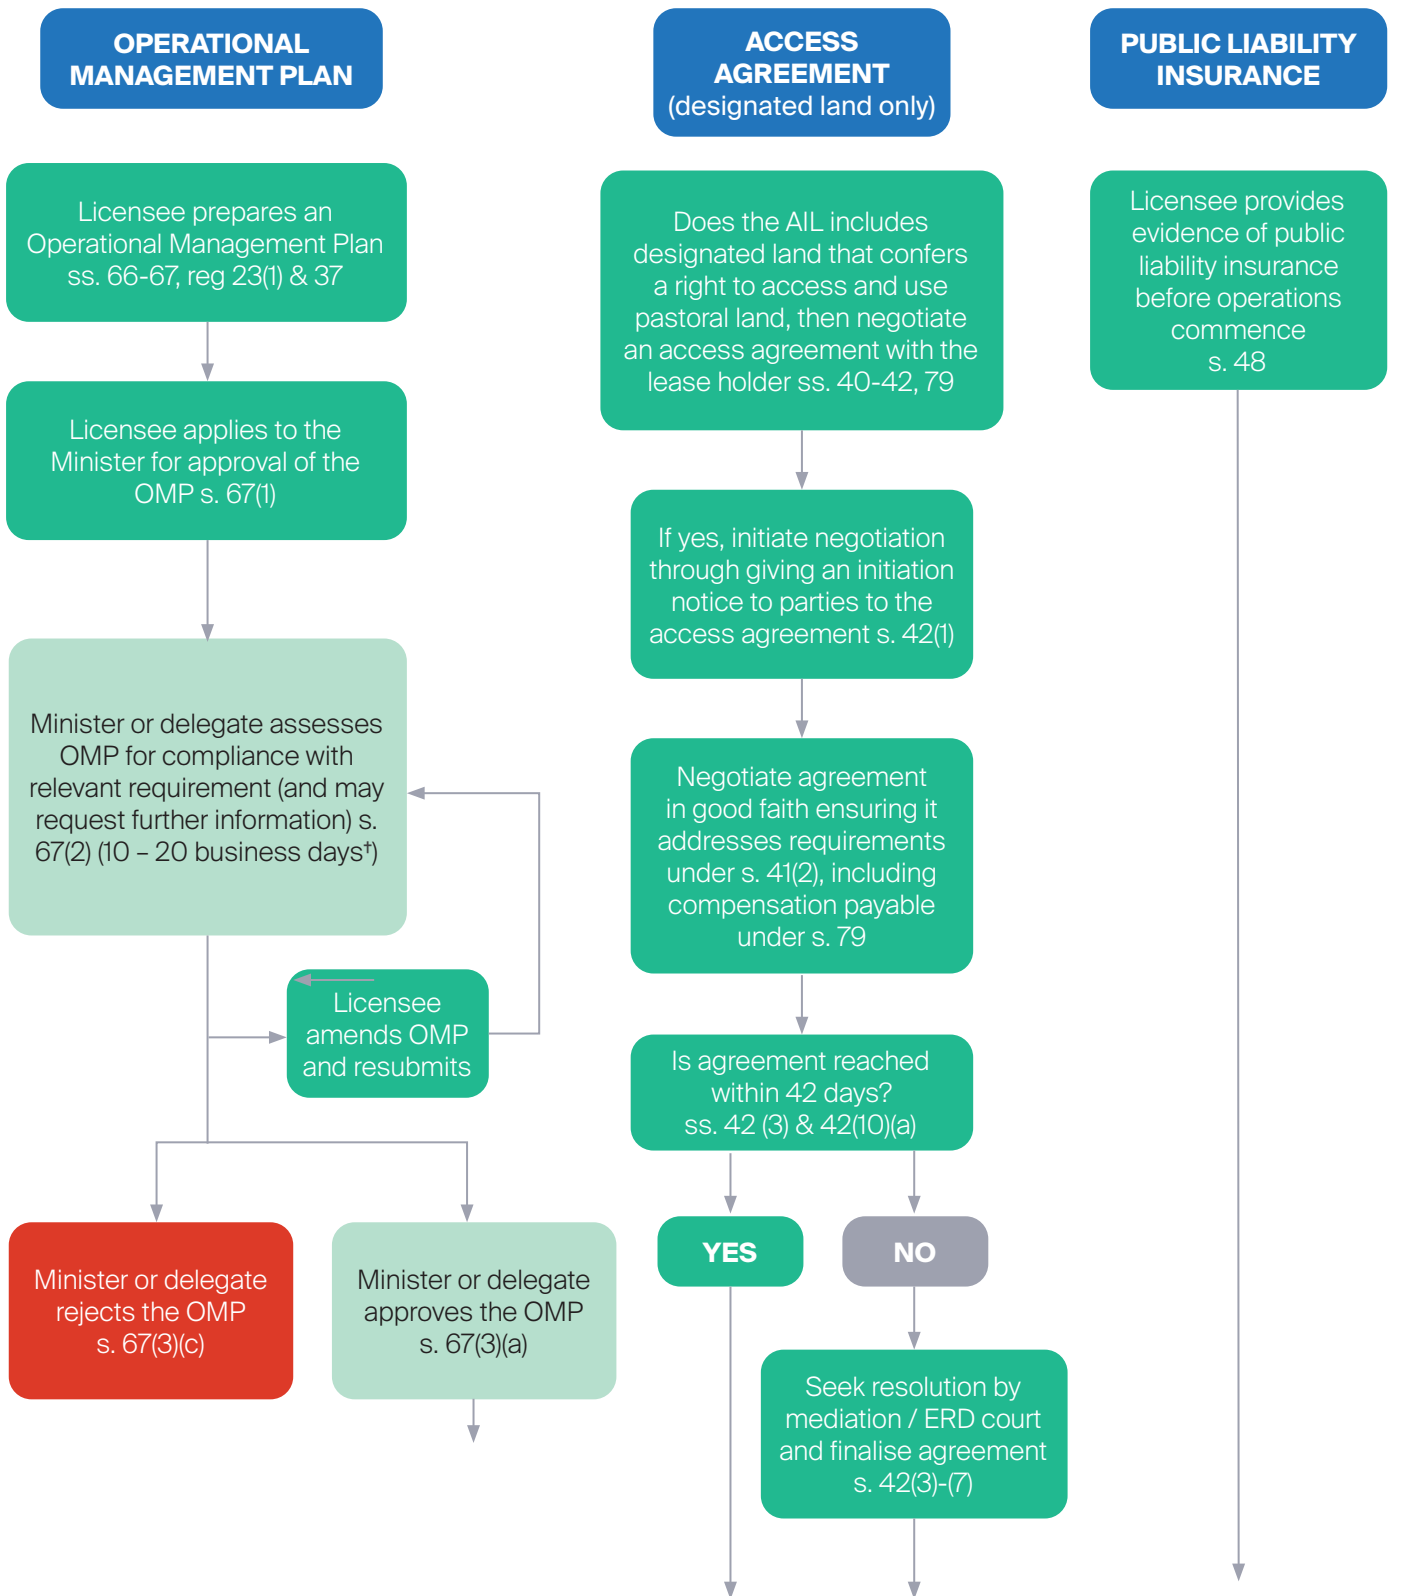 OPERATIONAL
MANAGEMENT PLAN
Licensee prepares an
Operational Management Plan
ss. 66-67, reg 23(1) & 37
Licensee applies to the
Minister for approval of the
OMP s. 67(1)
Minister or delegate assesses
OMP for compliance with
relevant requirement (and may
request further information) s.
67(2) (10 – 20 business days†)
Licensee
amends OMP
and resubmits
Minister or delegate
rejects the OMP
s. 67(3)(c)
Minister or delegate
approves the OMP
s. 67(3)(a)
ACCESS
AGREEMENT
(designated land only)
Does the AIL includes
designated land that confers
a right to access and use
pastoral land, then negotiate
an access agreement with the
lease holder ss. 40-42, 79
If yes, initiate negotiation
through giving an initiation
notice to parties to the
access agreement s. 42(1)
Negotiate agreement
in good faith ensuring it
addresses requirements
under s. 41(2), including
compensation payable
under s. 79
Is agreement reached
within 42 days?
ss. 42 (3) & 42(10)(a)
YES
NO
Seek resolution by
mediation / ERD court
and finalise agreement
s. 42(3)-(7)
PUBLIC LIABILITY
INSURANCE
Licensee provides
evidence of public
liability insurance
before operations
commence
s. 48